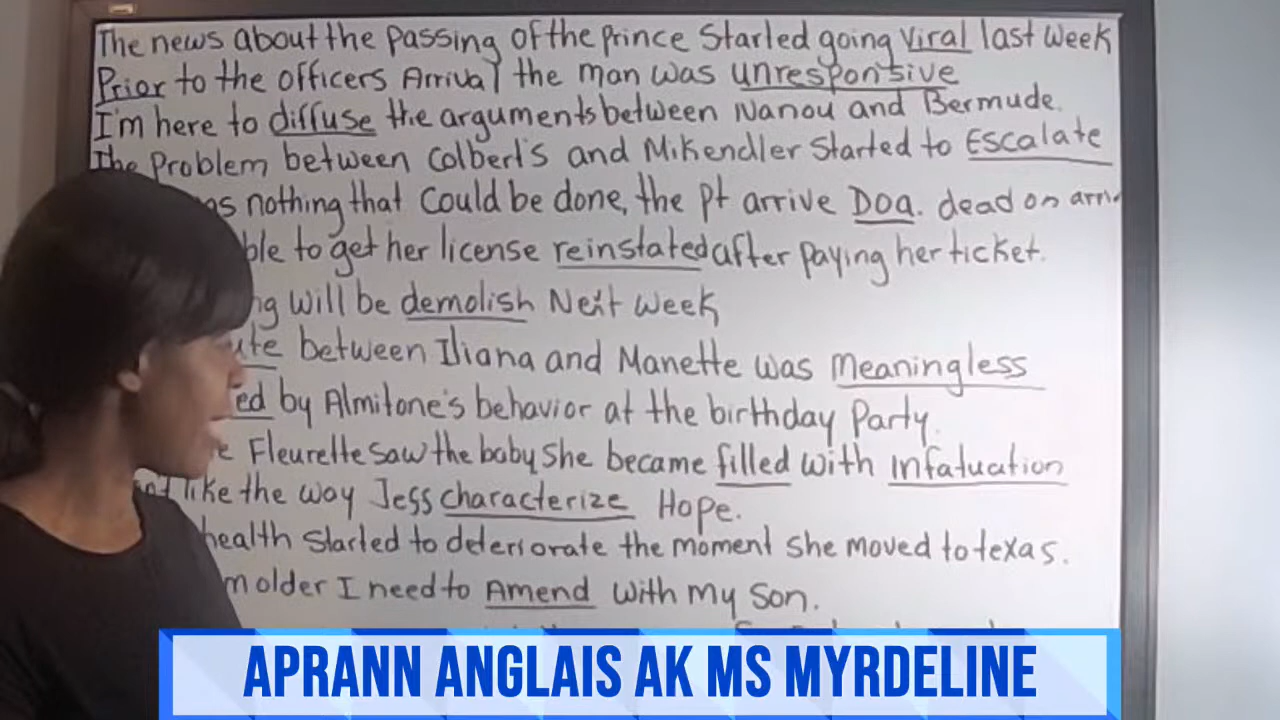 The news about the passing of the prince Started going Viral last week
Prior to the officers Arrival the man was unresponsive
I'm here to diffuse the arguments between Nanou and Bermude.
The Problem between Colbert's and Mikendler Started to Escalate
nothing that Could be done, the pt arrive Doa. dead on
to get her license reinstated after paying her ticket.
will be demolish Next Week
between Iliana and Manette was Meaningless
by Almitone's behavior at the birthday Party.
Fleurette saw the baby she became filled with Infatuation
like the way Jess characterize Hope.
health Started to deteriorate the moment she moved to texas.
older I need to Amend with my Son.
APRANN ANGLAIS AK MS MYRDELINE